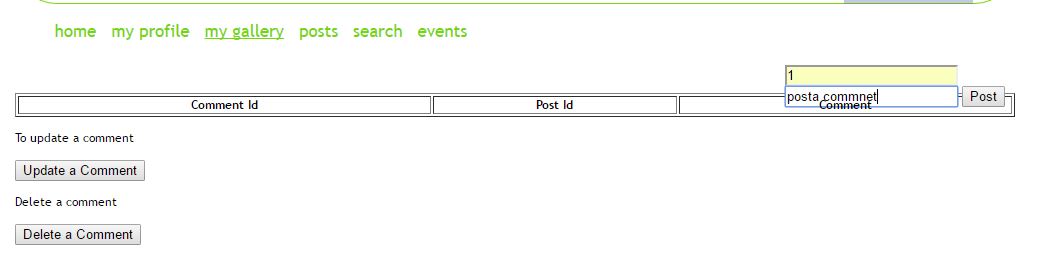 home my profile my gallery posts search events
1
posta commnet Post
Comment Id Post Id Comment
To update a comment
Update a Comment
Delete a comment
Delete a Comment